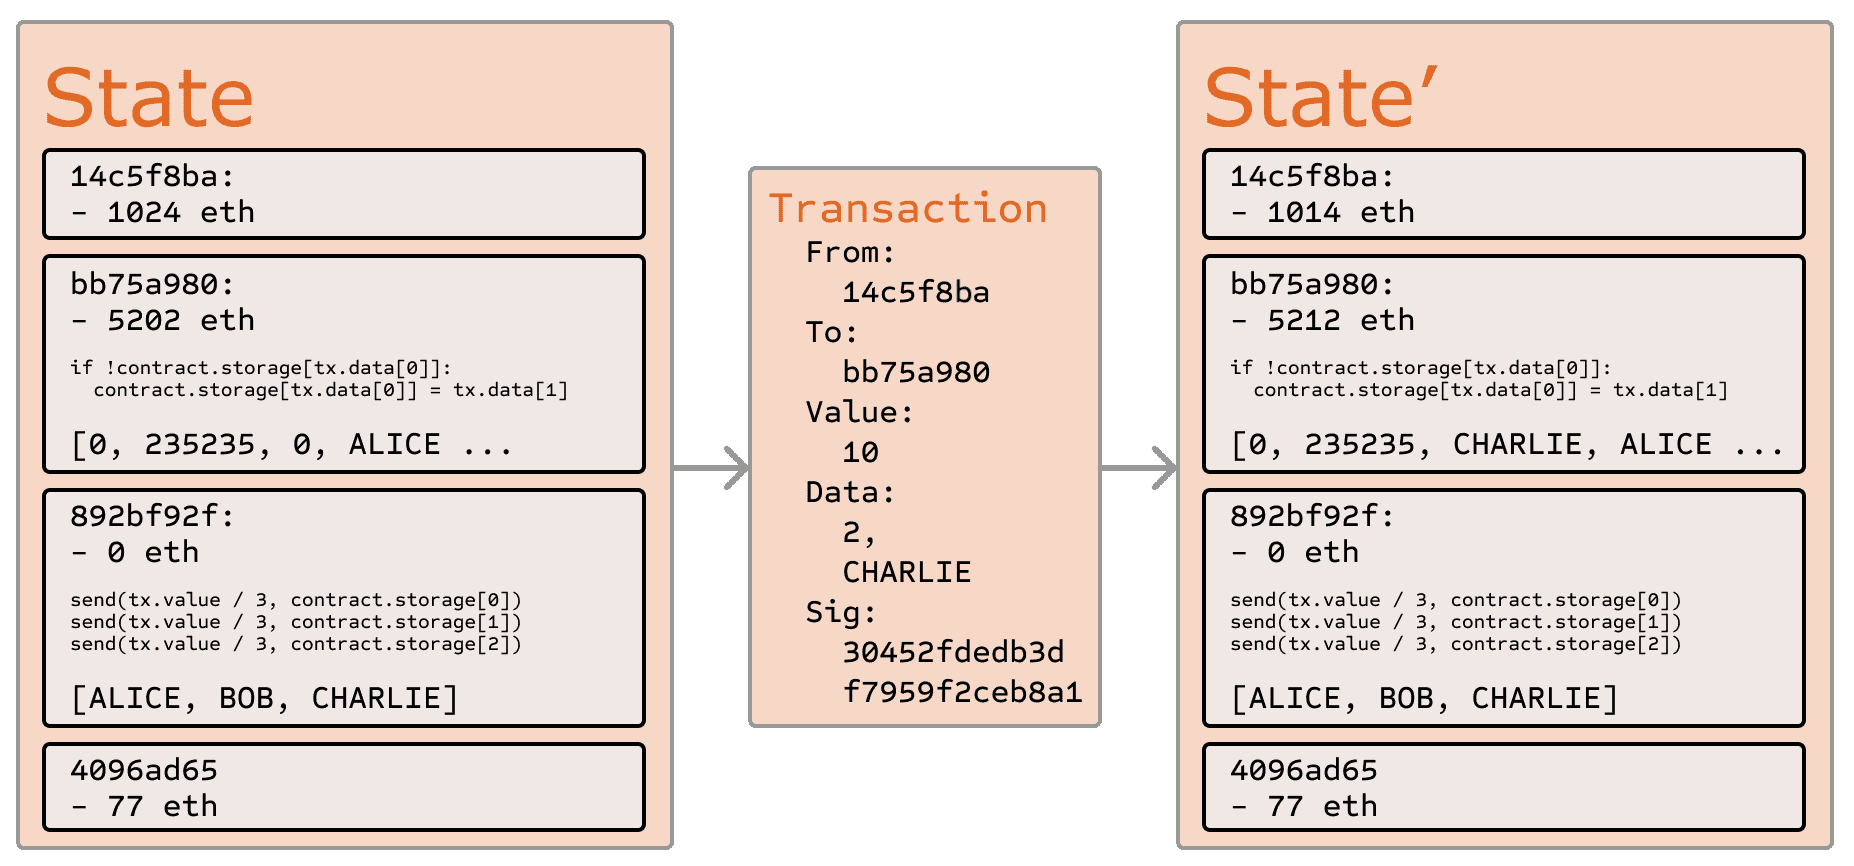 State
14c5f8ba:
- 1024 eth
bb75a980:
- 5202 eth
if !contract.storage[tx.data[0]]:
contract.storage[tx.data[0]] = tx.data[1]
[0, 235235, 0, ALICE ...
892bf92f:
- 0 eth
send(tx.value / 3, contract.storage[0])
send(tx.value / 3, contract.storage[1])
send(tx.value / 3, contract.storage[2])
[ALICE, BOB, CHARLIE]
4096ad65
- 77 eth
Transaction
From:
14c5f8ba
To:
bb75a980
Value:
10
Data:
2,
CHARLIE
Sig:
30452fdedb3d
f7959f2ceb8a1
State′
14c5f8ba:
- 1014 eth
bb75a980:
- 5212 eth
if !contract.storage[tx.data[0]]:
contract.storage[tx.data[0]] = tx.data[1]
[0, 235235, CHARLIE, ALICE ...
892bf92f:
- 0 eth
send(tx.value / 3, contract.storage[0])
send(tx.value / 3, contract.storage[1])
send(tx.value / 3, contract.storage[2])
[ALICE, BOB, CHARLIE]
4096ad65
- 77 eth